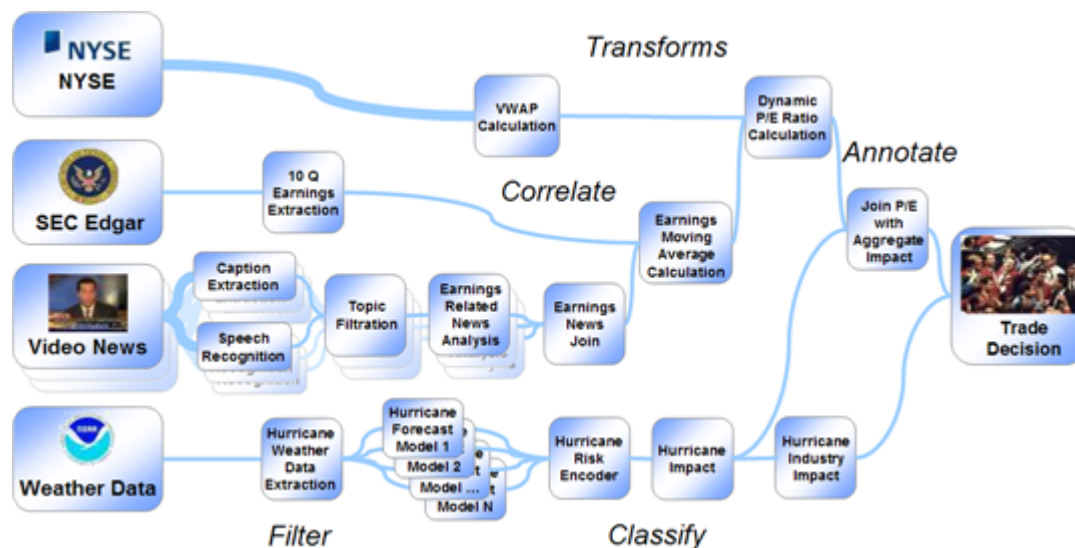 NYSE
NYSE
Transforms
VWAP
Calculation
Dynamic
P/E Ratio
Calculation
Annotate
SEC Edgar
10 Q
Earnings
Extraction
Correlate
Earnings
Moving
Average
Calculation
Join P/E
with
Aggregate
Impact
Video News
Caption
Extraction
Speech
Recognition
Recognition
Topic
Filtration
Earnings
Related
News
Analysis
Earnings
News
Join
Trade
Decision
Weather Data
Hurricane
Weather
Data
Extraction
Hurricane
Forecast
Model 1
Model 2
Model ...
Model N
Hurricane
Risk
Encoder
Hurricane
Impact
Hurricane
Industry
Impact
Filter
Classify